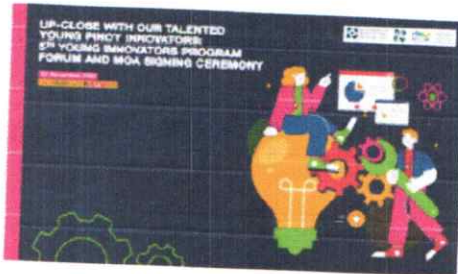 UP-CLOSE WITH OUR TALENTED
YOUNG PINOY INNOVATORS:
5TH YOUNG INNOVATORS PROGRAM
FORUM AND MOA SIGNING CEREMONY